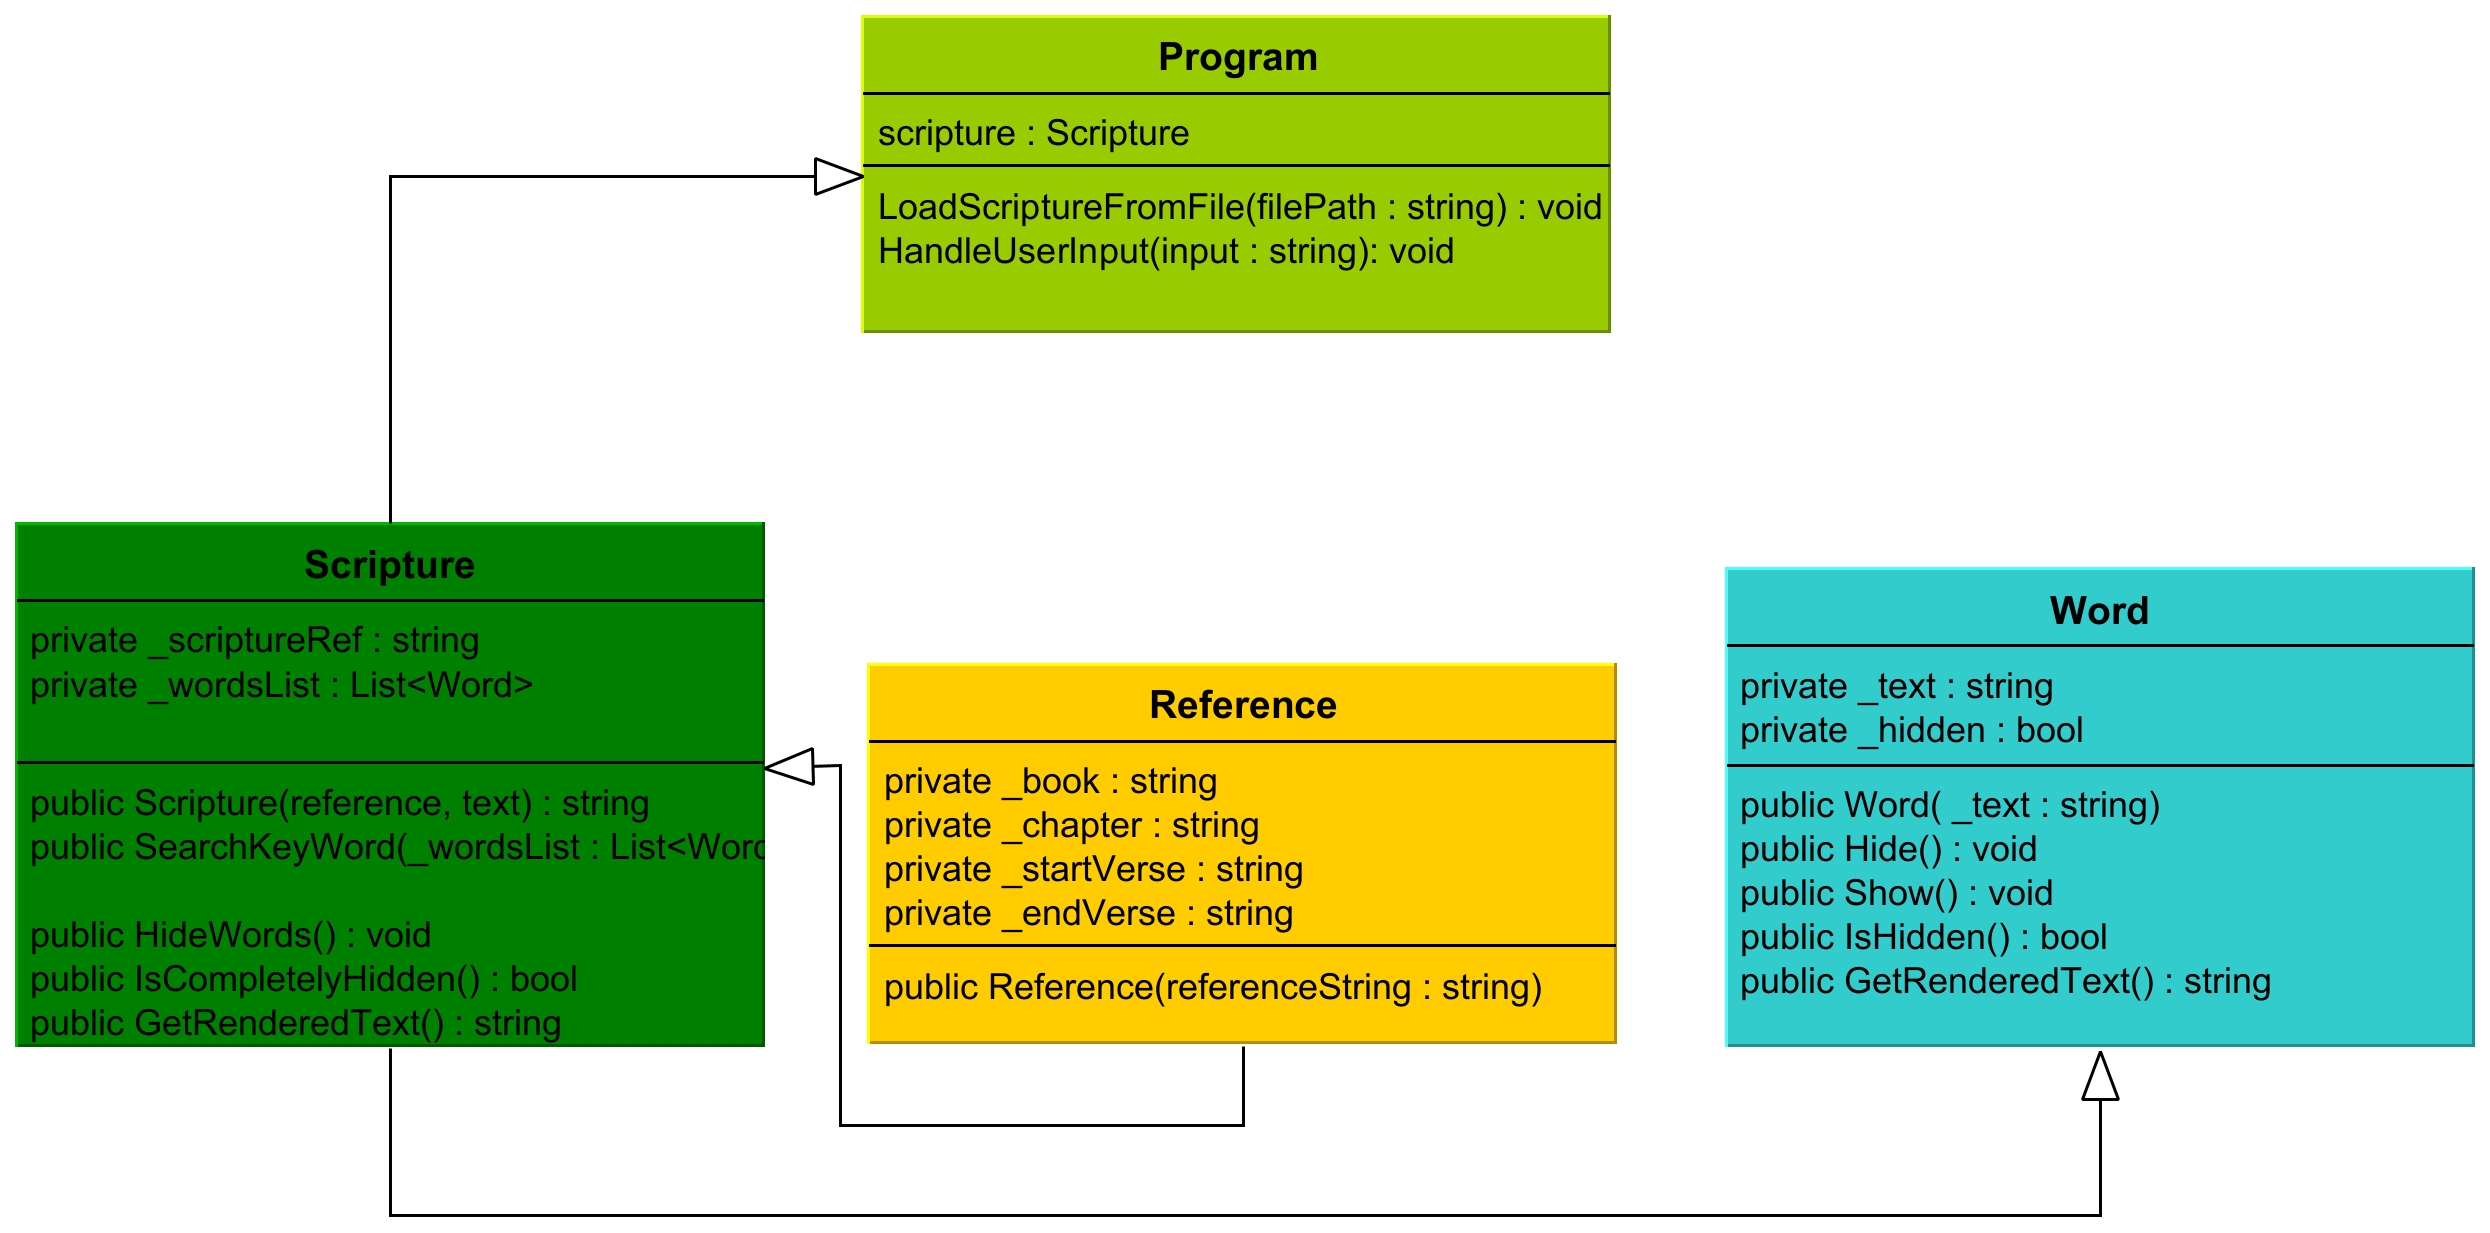 Program
scripture : Scripture
LoadScriptureFromFile(filePath : string) : void
HandleUserInput(input : string): void
Scripture
private _scriptureRef : string
private _wordsList : List<Word>
public Scripture(reference, text) : string
public SearchKeyWord(_wordsList : List<Word
public HideWords() : void
public IsCompletelyHidden() : bool
public GetRenderedText() : string
Reference
private _book : string
private _chapter : string
private _startVerse : string
private _endVerse : string
public Reference(referenceString : string)
Word
private _text : string
private _hidden : bool
public Word( _text : string)
public Hide() : void
public Show() : void
public IsHidden() : bool
public GetRenderedText() : string